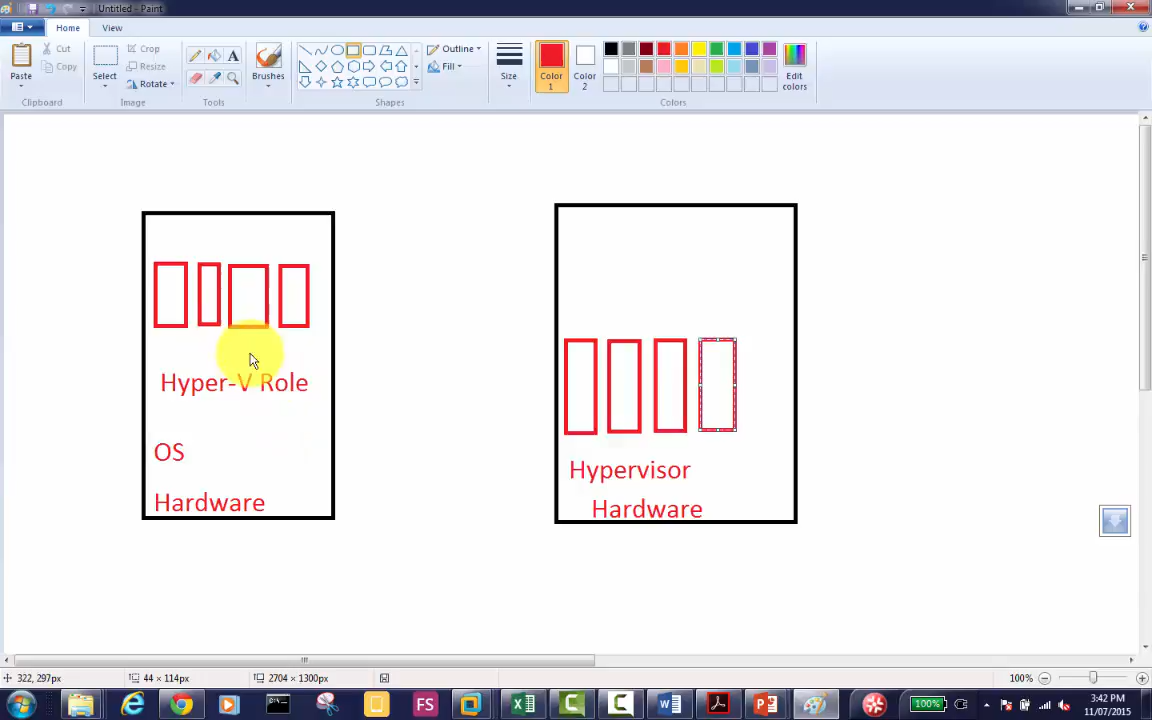 Untitled - Paint
Home
View
Paste
Cut
Copy
Clipboard
Select
Crop
Resize
Rotate
Image
Tools
Brushes
Shapes
Outline
Fill
Size
Color 1
Color 2
Edit colors
Colors
Hyper-V Role
OS
Hardware
Hypervisor
Hardware
322, 297px
44 × 114px
2704 × 1300px
100%
FS
100%
3:42 PM
11/07/2015